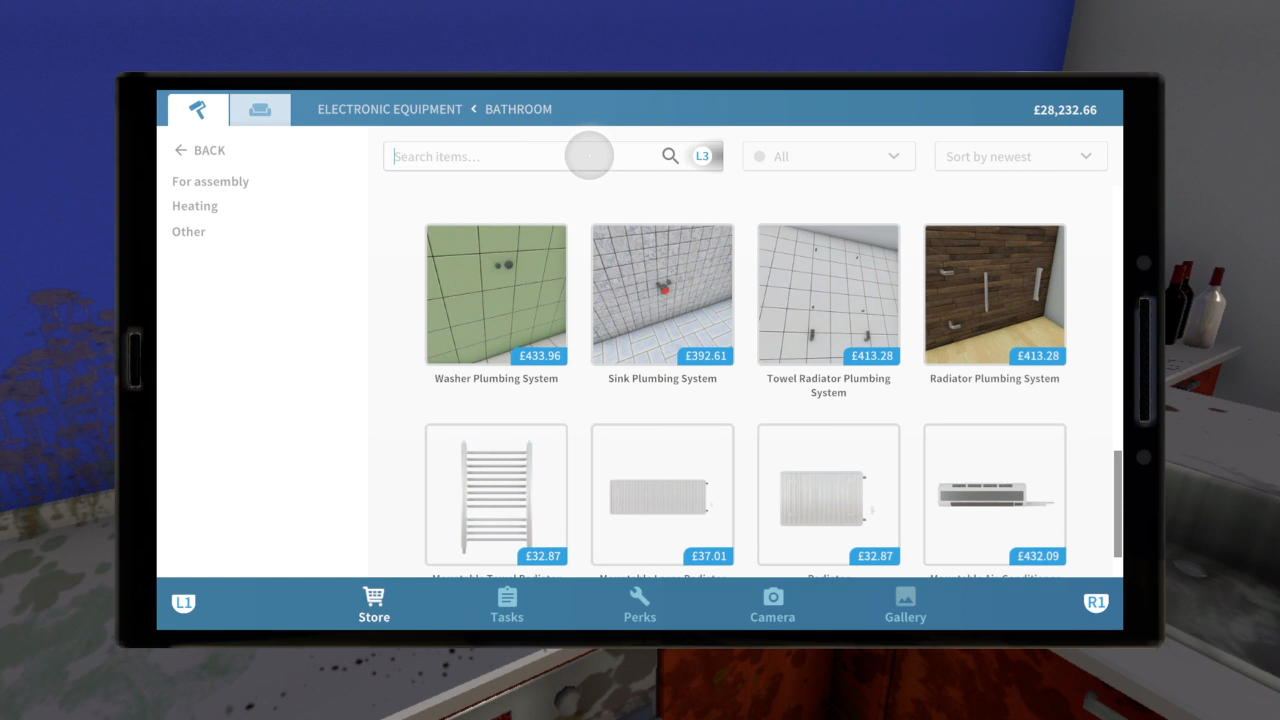 ELECTRONIC EQUIPMENT < BATHROOM
£28,232.66
BACK
Search items...
L3
All
Sort by newest
For assembly
Heating
Other
£433.96
£392.61
£413.28
£413.28
Washer Plumbing System
Sink Plumbing System
Towel Radiator Plumbing
System
Radiator Plumbing System
£32.87
£37.01
£32.87
£432.09
L1
Store
Tasks
Perks
Camera
Gallery
R1